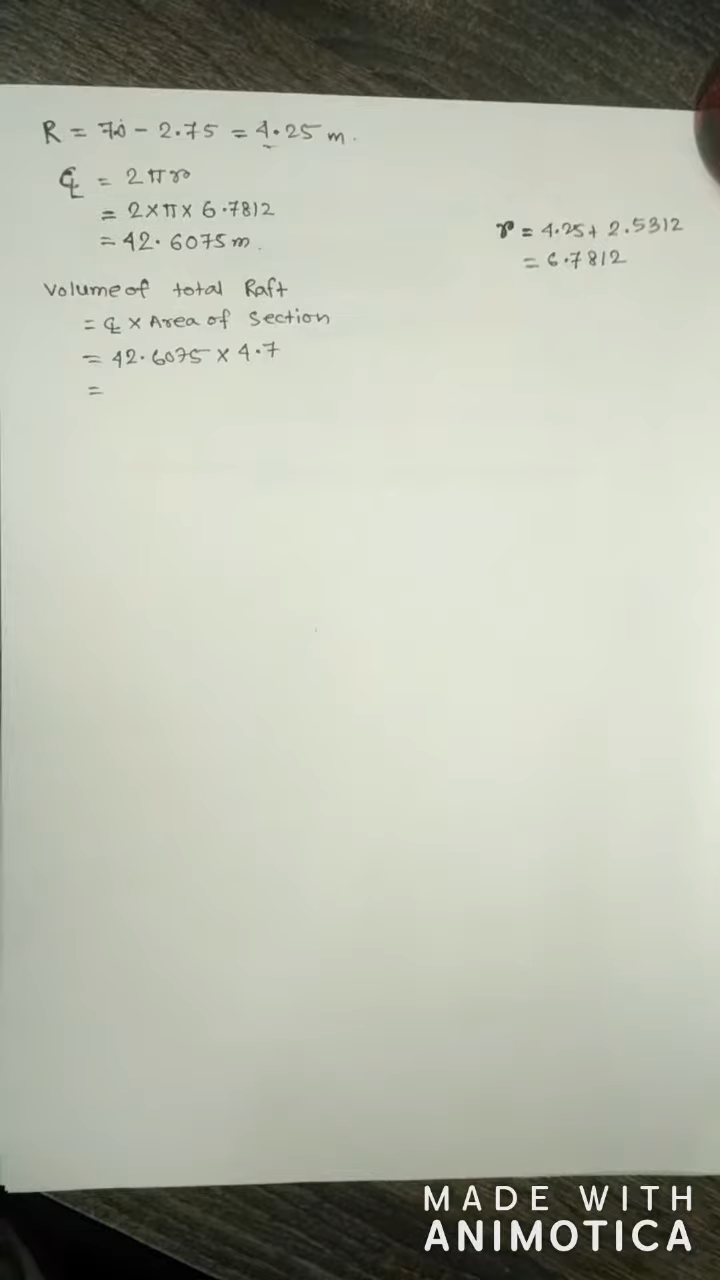 R = 7.0 - 2.75 = 4.25 m.
℄ = 2πr
= 2×π× 6.7812
= 42.6075 m.
r = 4.25 + 2.5312
= 6.7812
Volume of total Raft
= ℄ × Area of Section
= 42.6075 × 4.7
=
MADE WITH
ANIMOTICA